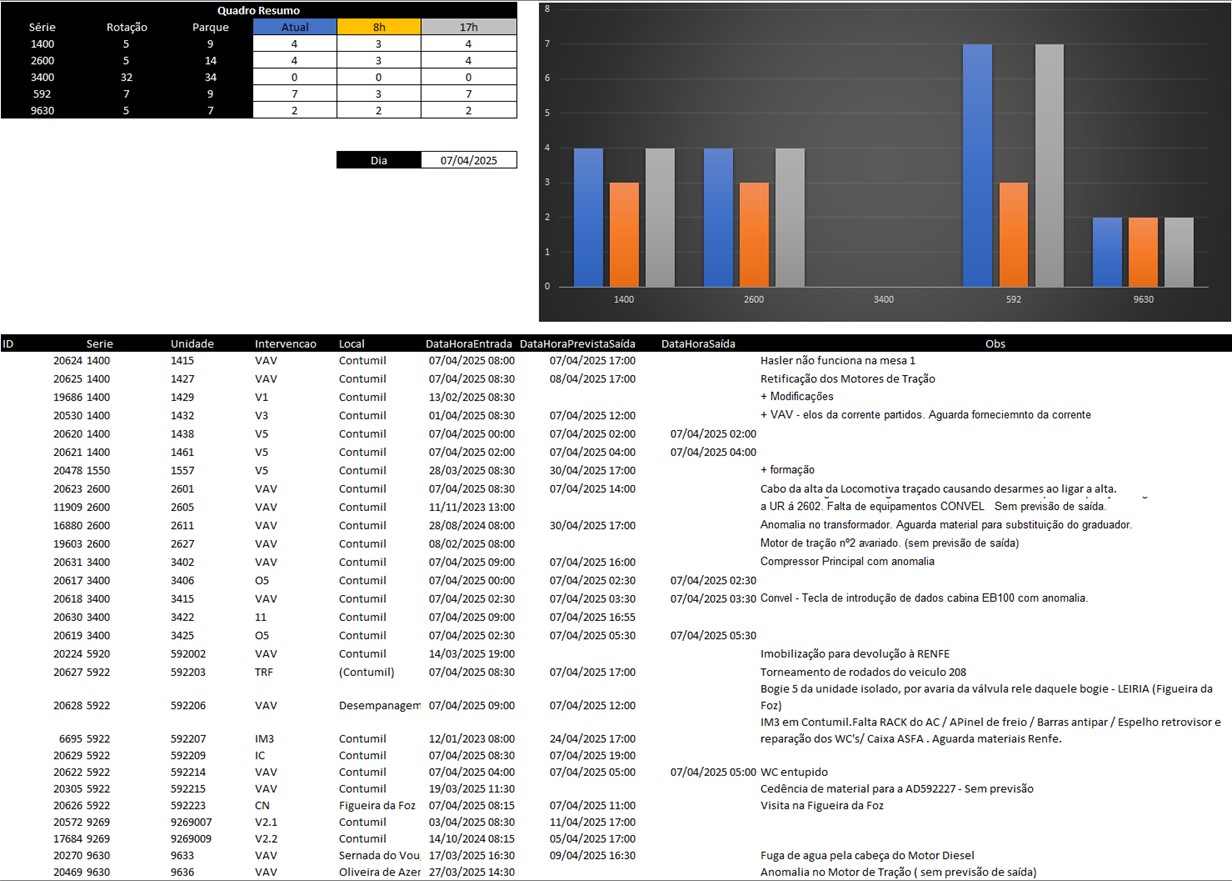 Quadro Resumo
Série Rotação Parque Atual 8h 17h
1400 5 9 4 3 4
2600 5 14 4 3 4
3400 32 34 0 0 0
592 7 9 7 3 7
9630 5 7 2 2 2
Dia 07/04/2025
8
7
6
5
4
3
2
1
0
1400 2600 3400 592 9630
ID Serie Unidade Intervencao Local DataHoraEntrada DataHoraPrevistaSaída DataHoraSaída Obs
20624 1400 1415 VAV Contumil 07/04/2025 08:00 07/04/2025 17:00 Hasler não funciona na mesa 1
20625 1400 1427 VAV Contumil 07/04/2025 08:30 08/04/2025 17:00 Retificação dos Motores de Tração
19686 1400 1429 V1 Contumil 13/02/2025 08:30 + Modificações
20530 1400 1432 V3 Contumil 01/04/2025 08:30 07/04/2025 12:00 + VAV - elos da corrente partidos. Aguarda forneciemnto da corrente
20620 1400 1438 V5 Contumil 07/04/2025 00:00 07/04/2025 02:00 07/04/2025 02:00
20621 1400 1461 V5 Contumil 07/04/2025 02:00 07/04/2025 04:00 07/04/2025 04:00
20478 1550 1557 V5 Contumil 28/03/2025 08:30 30/04/2025 17:00 + formação
20623 2600 2601 VAV Contumil 07/04/2025 08:30 07/04/2025 14:00 Cabo da alta da Locomotiva traçado causando desarmes ao ligar a alta.
11909 2600 2605 VAV Contumil 11/11/2023 13:00 a UR á 2602. Falta de equipamentos CONVEL Sem previsão de saída.
16880 2600 2611 VAV Contumil 28/08/2024 08:00 30/04/2025 17:00 Anomalia no transformador. Aguarda material para substituição do graduador.
19603 2600 2627 VAV Contumil 08/02/2025 08:00 Motor de tração nº2 avariado. (sem previsão de saída)
20631 3400 3402 VAV Contumil 07/04/2025 09:00 07/04/2025 16:00 Compressor Principal com anomalia
20617 3400 3406 O5 Contumil 07/04/2025 00:00 07/04/2025 02:30 07/04/2025 02:30
20618 3400 3415 VAV Contumil 07/04/2025 02:30 07/04/2025 03:30 07/04/2025 03:30 Convel - Tecla de introdução de dados cabina EB100 com anomalia.
20630 3400 3422 11 Contumil 07/04/2025 09:00 07/04/2025 16:55
20619 3400 3425 O5 Contumil 07/04/2025 02:30 07/04/2025 05:30 07/04/2025 05:30
20224 5920 592002 VAV Contumil 14/03/2025 19:00 Imobilização para devolução à RENFE
20627 5922 592203 TRF (Contumil) 07/04/2025 08:30 07/04/2025 17:00 Torneamento de rodados do veiculo 208
Bogie 5 da unidade isolado, por avaria da válvula rele daquele bogie - LEIRIA (Figueira da
20628 5922 592206 VAV Desempanagem 07/04/2025 09:00 07/04/2025 12:00 Foz)
IM3 em Contumil.Falta RACK do AC / APinel de freio / Barras antipar / Espelho retrovisor e
6695 5922 592207 IM3 Contumil 12/01/2023 08:00 24/04/2025 17:00 reparação dos WC's/ Caixa ASFA . Aguarda materiais Renfe.
20629 5922 592209 IC Contumil 07/04/2025 08:30 07/04/2025 19:00
20622 5922 592214 VAV Contumil 07/04/2025 04:00 07/04/2025 05:00 07/04/2025 05:00 WC entupido
20305 5922 592215 VAV Contumil 19/03/2025 11:30 Cedência de material para a AD592227 - Sem previsão
20626 5922 592223 CN Figueira da Foz 07/04/2025 08:15 07/04/2025 11:00 Visita na Figueira da Foz
20572 9269 9269007 V2.1 Contumil 03/04/2025 08:30 11/04/2025 17:00
17684 9269 9269009 V2.2 Contumil 14/10/2024 08:15 05/04/2025 17:00
20270 9630 9633 VAV Sernada do Vou 17/03/2025 16:30 09/04/2025 16:30 Fuga de agua pela cabeça do Motor Diesel
20469 9630 9636 VAV Oliveira de Azer 27/03/2025 14:30 Anomalia no Motor de Tração ( sem previsão de saída)